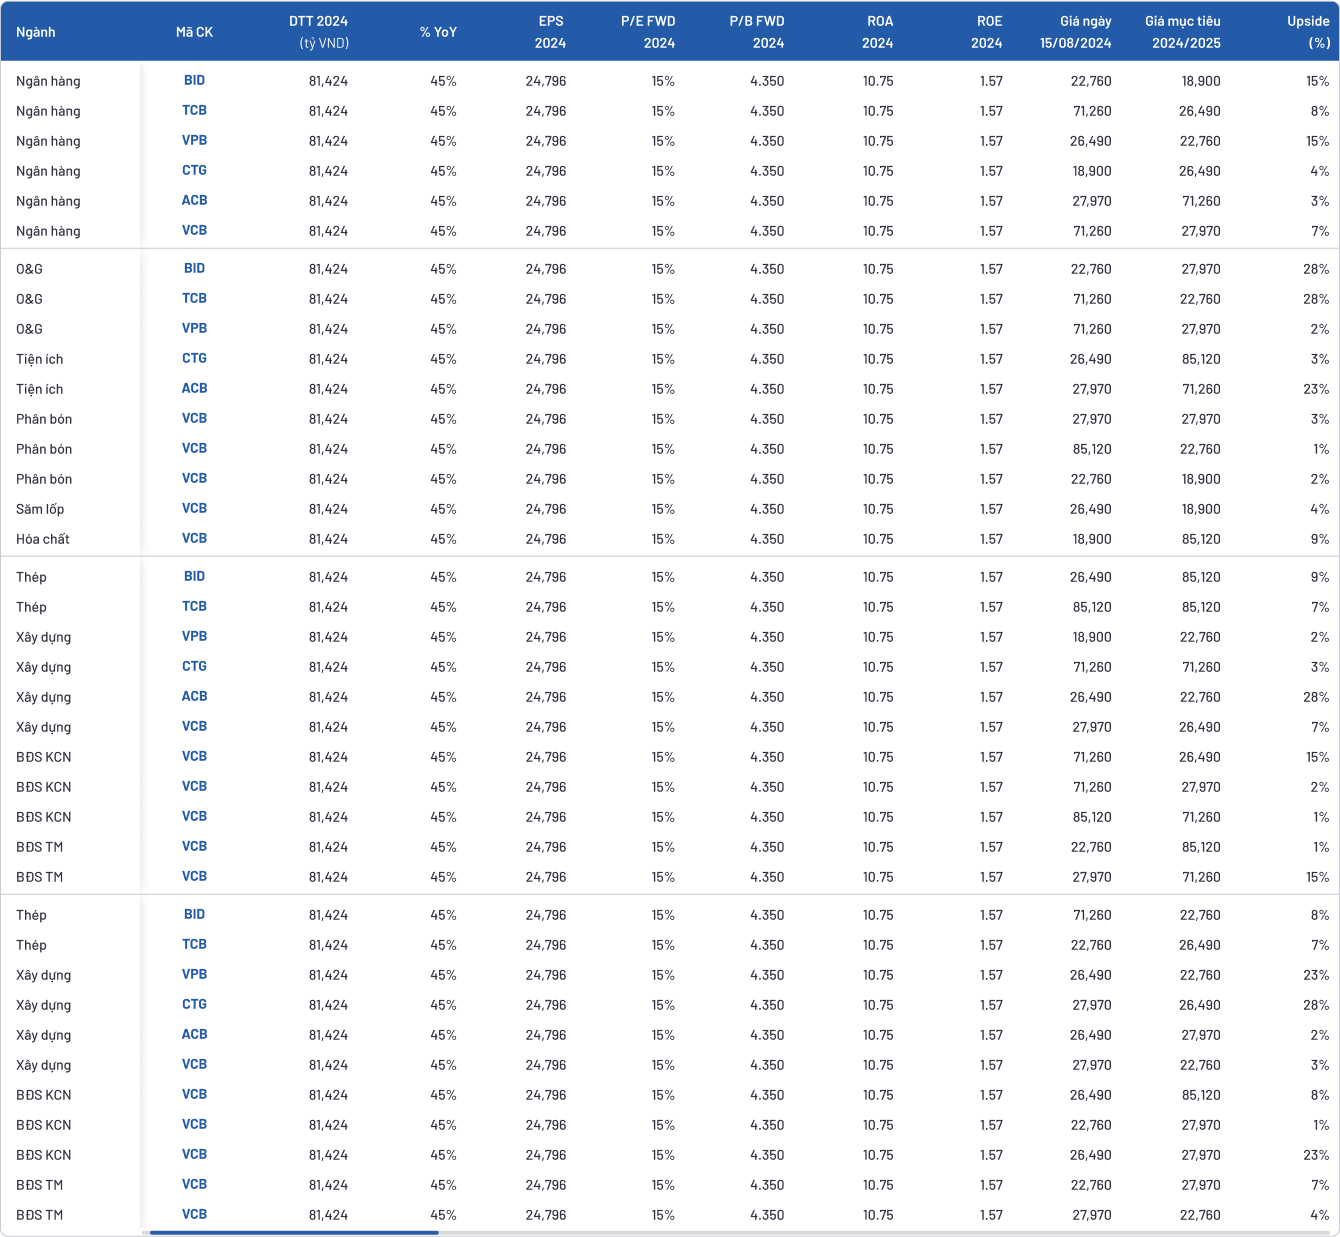 Ngành Mã CK DTT 2024 (tỷ VND) % YoY EPS 2024 P/E FWD 2024 P/B FWD 2024 ROA 2024 ROE 2024 Giá ngày 15/08/2024 Giá mục tiêu 2024/2025 Upside (%)
Ngân hàng BID 81,424 45% 24,796 15% 4.350 10.75 1.57 22,760 18,900 15%
Ngân hàng TCB 81,424 45% 24,796 15% 4.350 10.75 1.57 71,260 26,490 8%
Ngân hàng VPB 81,424 45% 24,796 15% 4.350 10.75 1.57 26,490 22,760 15%
Ngân hàng CTG 81,424 45% 24,796 15% 4.350 10.75 1.57 18,900 26,490 4%
Ngân hàng ACB 81,424 45% 24,796 15% 4.350 10.75 1.57 27,970 71,260 3%
Ngân hàng VCB 81,424 45% 24,796 15% 4.350 10.75 1.57 71,260 27,970 7%
O&G BID 81,424 45% 24,796 15% 4.350 10.75 1.57 22,760 27,970 28%
O&G TCB 81,424 45% 24,796 15% 4.350 10.75 1.57 71,260 22,760 28%
O&G VPB 81,424 45% 24,796 15% 4.350 10.75 1.57 71,260 27,970 2%
Tiện ích CTG 81,424 45% 24,796 15% 4.350 10.75 1.57 26,490 85,120 3%
Tiện ích ACB 81,424 45% 24,796 15% 4.350 10.75 1.57 27,970 71,260 23%
Phân bón VCB 81,424 45% 24,796 15% 4.350 10.75 1.57 27,970 27,970 3%
Phân bón VCB 81,424 45% 24,796 15% 4.350 10.75 1.57 85,120 22,760 1%
Phân bón VCB 81,424 45% 24,796 15% 4.350 10.75 1.57 22,760 18,900 2%
Săm lốp VCB 81,424 45% 24,796 15% 4.350 10.75 1.57 26,490 18,900 4%
Hóa chất VCB 81,424 45% 24,796 15% 4.350 10.75 1.57 18,900 85,120 9%
Thép BID 81,424 45% 24,796 15% 4.350 10.75 1.57 26,490 85,120 9%
Thép TCB 81,424 45% 24,796 15% 4.350 10.75 1.57 85,120 85,120 7%
Xây dựng VPB 81,424 45% 24,796 15% 4.350 10.75 1.57 18,900 22,760 2%
Xây dựng CTG 81,424 45% 24,796 15% 4.350 10.75 1.57 71,260 71,260 3%
Xây dựng ACB 81,424 45% 24,796 15% 4.350 10.75 1.57 26,490 22,760 28%
Xây dựng VCB 81,424 45% 24,796 15% 4.350 10.75 1.57 27,970 26,490 7%
BĐS KCN VCB 81,424 45% 24,796 15% 4.350 10.75 1.57 71,260 26,490 15%
BĐS KCN VCB 81,424 45% 24,796 15% 4.350 10.75 1.57 71,260 27,970 2%
BĐS KCN VCB 81,424 45% 24,796 15% 4.350 10.75 1.57 85,120 71,260 1%
BĐS TM VCB 81,424 45% 24,796 15% 4.350 10.75 1.57 22,760 85,120 1%
BĐS TM VCB 81,424 45% 24,796 15% 4.350 10.75 1.57 27,970 71,260 15%
Thép BID 81,424 45% 24,796 15% 4.350 10.75 1.57 71,260 22,760 8%
Thép TCB 81,424 45% 24,796 15% 4.350 10.75 1.57 22,760 26,490 7%
Xây dựng VPB 81,424 45% 24,796 15% 4.350 10.75 1.57 26,490 22,760 23%
Xây dựng CTG 81,424 45% 24,796 15% 4.350 10.75 1.57 27,970 26,490 28%
Xây dựng ACB 81,424 45% 24,796 15% 4.350 10.75 1.57 26,490 27,970 2%
Xây dựng VCB 81,424 45% 24,796 15% 4.350 10.75 1.57 27,970 22,760 3%
BĐS KCN VCB 81,424 45% 24,796 15% 4.350 10.75 1.57 26,490 85,120 8%
BĐS KCN VCB 81,424 45% 24,796 15% 4.350 10.75 1.57 22,760 27,970 1%
BĐS KCN VCB 81,424 45% 24,796 15% 4.350 10.75 1.57 26,490 27,970 23%
BĐS TM VCB 81,424 45% 24,796 15% 4.350 10.75 1.57 22,760 27,970 7%
BĐS TM VCB 81,424 45% 24,796 15% 4.350 10.75 1.57 27,970 22,760 4%